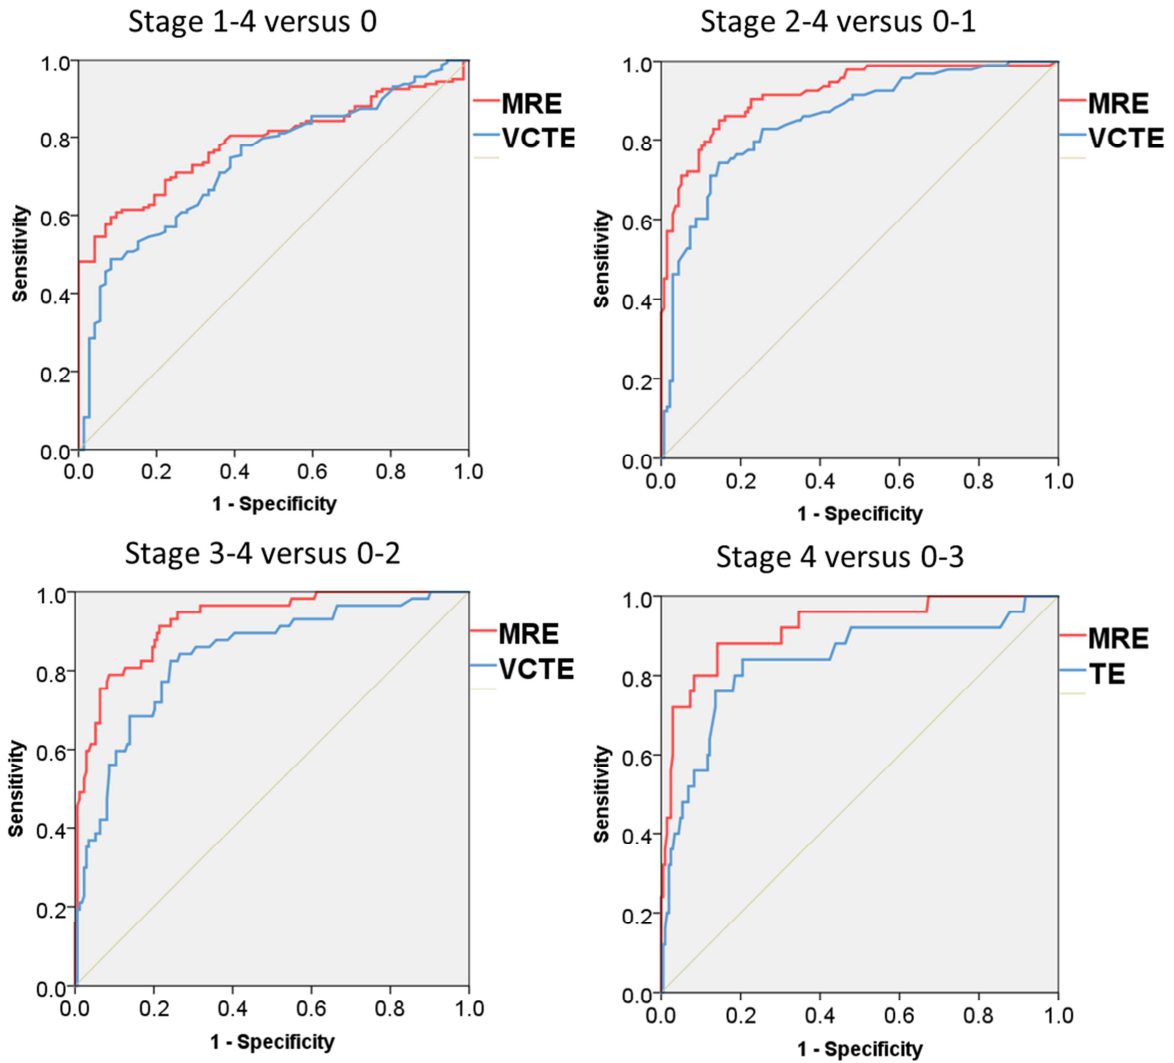 Stage 1-4 versus 0
1.0
0.8
0.6
0.4
0.2
0.0
Sensitivity
0.0 0.2 0.4 0.6 0.8 1.0
1 - Specificity
MRE
VCTE
Stage 2-4 versus 0-1
1.0
0.8
0.6
0.4
0.2
0.0
Sensitivity
0.0 0.2 0.4 0.6 0.8 1.0
1 - Specificity
MRE
VCTE
Stage 3-4 versus 0-2
1.0
0.8
0.6
0.4
0.2
0.0
Sensitivity
0.0 0.2 0.4 0.6 0.8 1.0
1 - Specificity
MRE
VCTE
Stage 4 versus 0-3
1.0
0.8
0.6
0.4
0.2
0.0
Sensitivity
0.0 0.2 0.4 0.6 0.8 1.0
1 - Specificity
MRE
TE